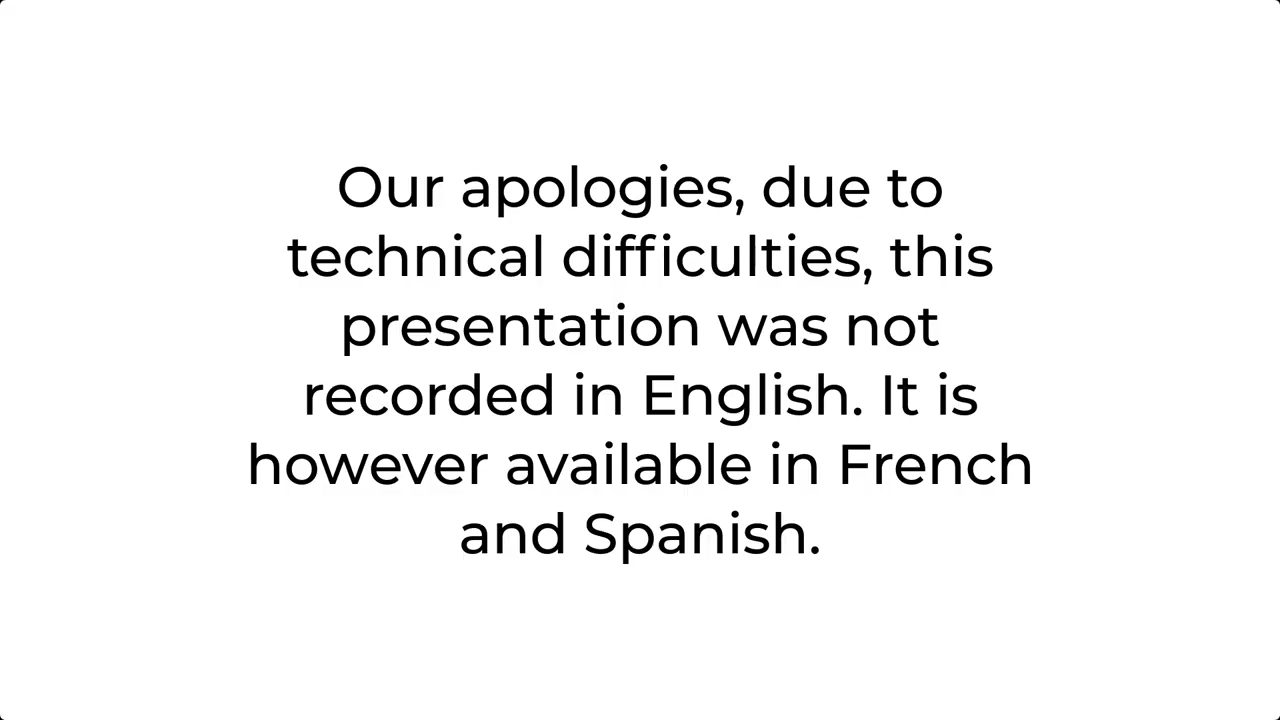 Our apologies, due to
technical difficulties, this
presentation was not
recorded in English. It is
however available in French
and Spanish.